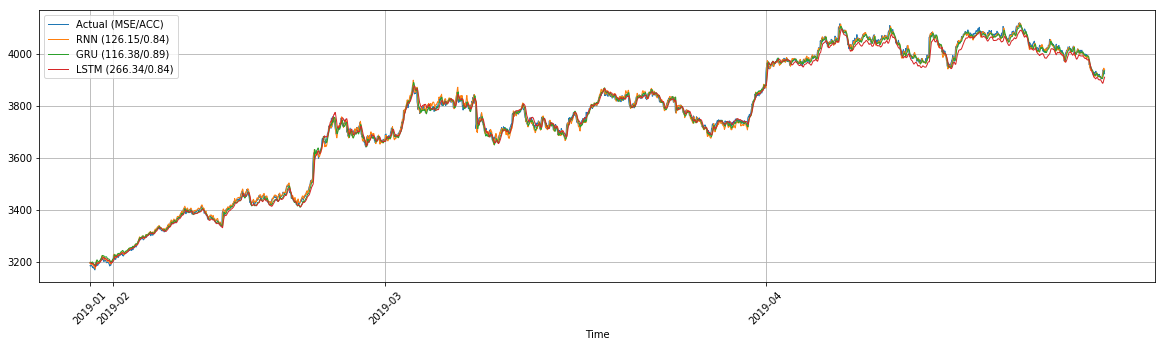 Actual (MSE/ACC)
RNN (126.15/0.84)
GRU (116.38/0.89)
LSTM (266.34/0.84)
4000
3800
3600
3400
3200
2019-01
2019-02
2019-03
2019-04
Time